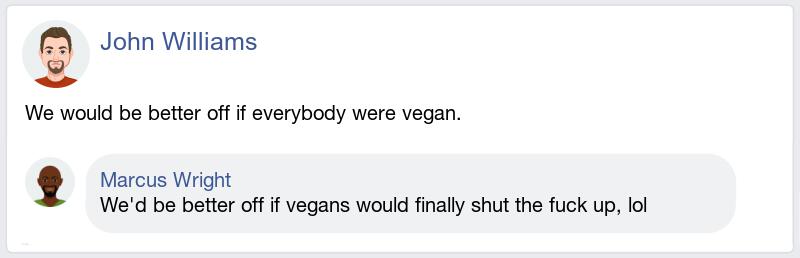 John Williams
We would be better off if everybody were vegan.
Marcus Wright
We'd be better off if vegans would finally shut the fuck up, lol